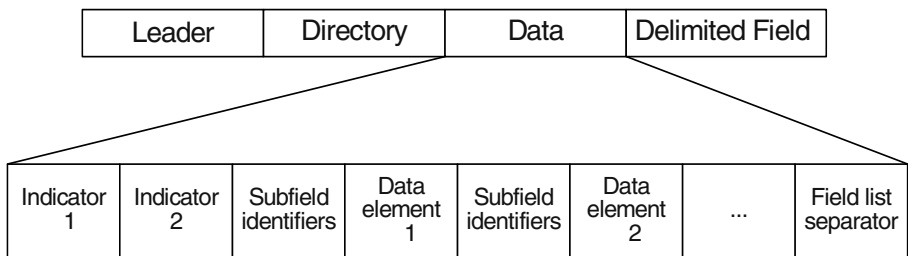 Leader Directory Data Delimited Field
Indicator 1
Indicator 2
Subfield identifiers
Data element 1
Subfield identifiers
Data element 2
...
Field list separator